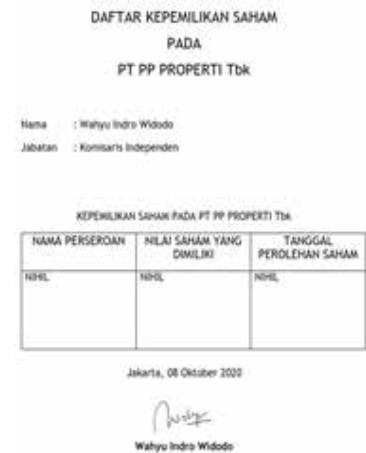 DAFTAR KEPEMILIKAN SAHAM
PADA
PT PP PROPERTI Tbk
Nama : Wahyu Indro Widodo
Jabatan : Komisaris Independen
KEPEMILIKAN SAHAM PADA PT PP PROPERTI Tbk
NAMA PERSEROAN NILAI SAHAM YANG DIMILIKI TANGGAL PEROLEHAN SAHAM
NIHIL NIHIL NIHIL
Jakarta, 08 Oktober 2020
Wahyu Indro Widodo